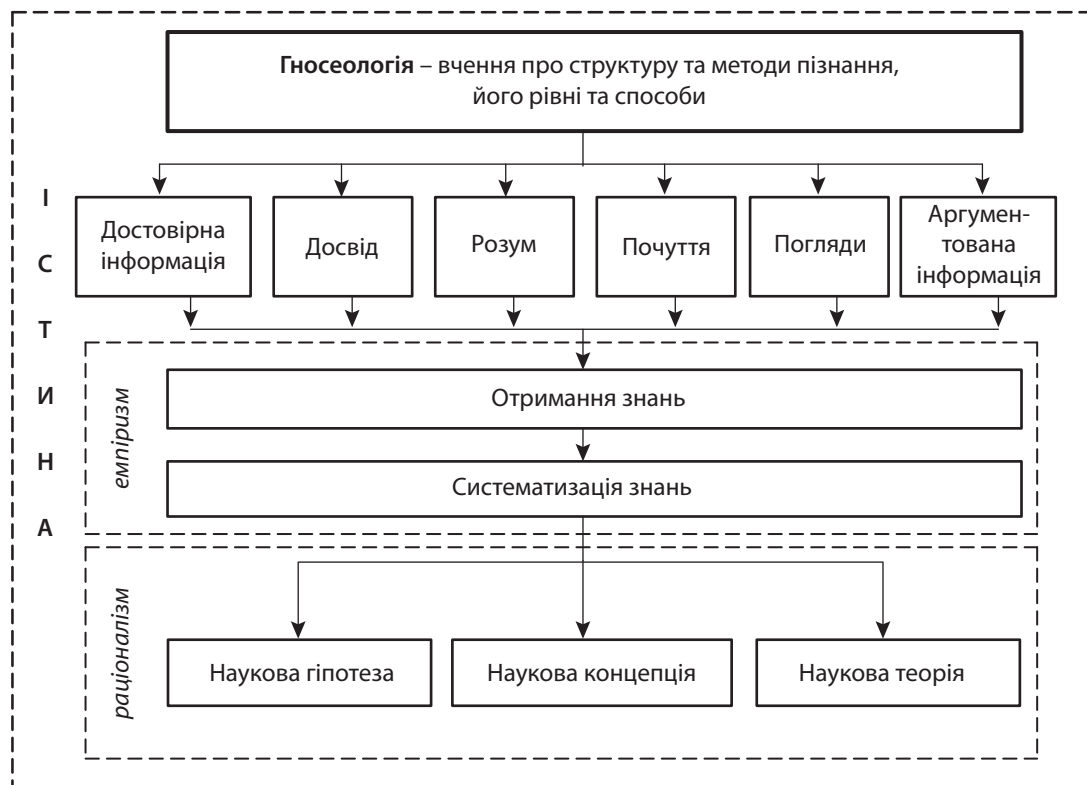 Гносеологія – вчення про структуру та методи пізнання,
його рівні та способи
І
С
Т
И
Н
А
Достовірна
інформація
Досвід
Розум
Почуття
Погляди
Аргумен-
тована
інформація
емпіризм
Отримання знань
Систематизація знань
раціоналізм
Наукова гіпотеза
Наукова концепція
Наукова теорія